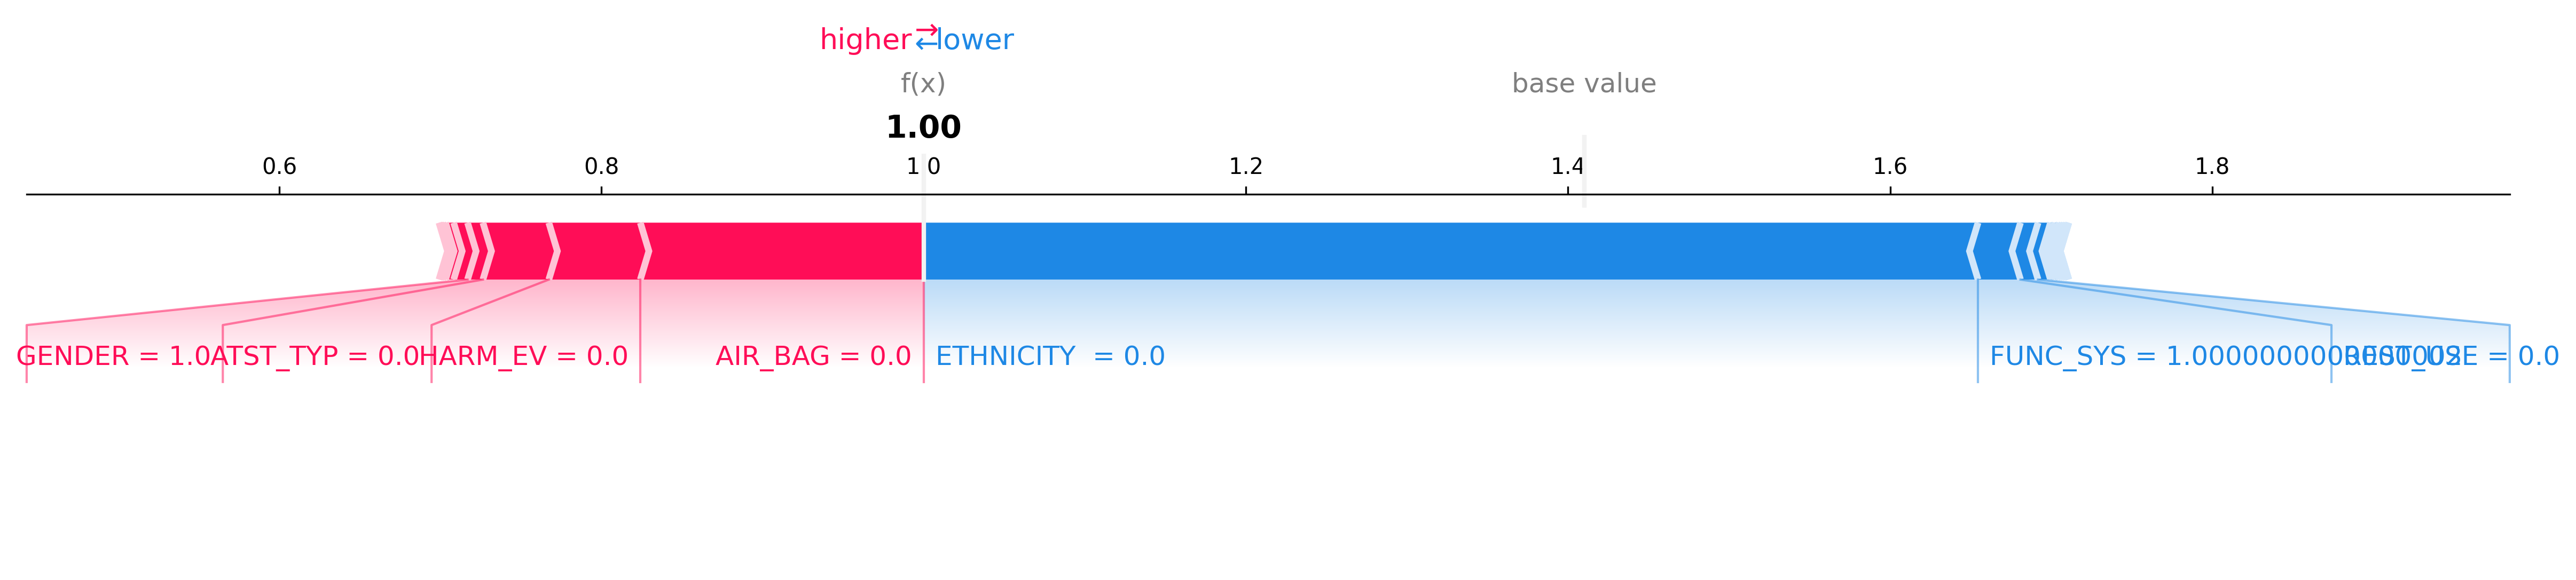 higher ⇄ lower
f(x) base value
1.00
0.6 0.8 1.0 1.2 1.4 1.6 1.8
GENDER = 1.0 ATST_TYP = 0.0 HARM_EV = 0.0 AIR_BAG = 0.0 ETHNICITY = 0.0 FUNC_SYS = 1.0000000000000002 REST_USE = 0.0